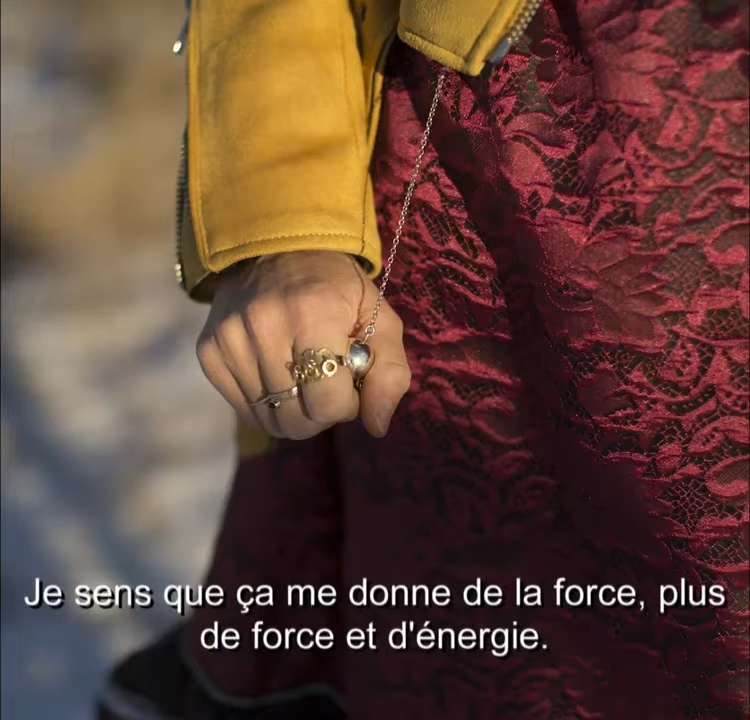 Je sens que ça me donne de la force, plus
de force et d'énergie.